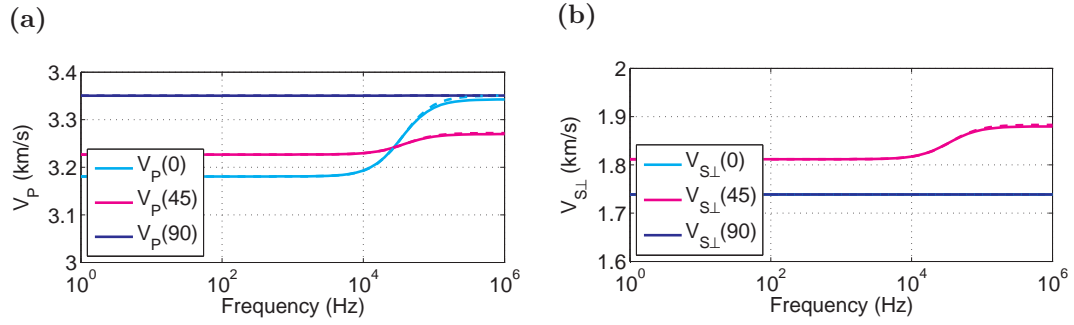 (a)
3.4
3.3
3.2
3.1
3
V_P (km/s)
V_P(0)
V_P(45)
V_P(90)
10^0
10^2
10^4
10^6
Frequency (Hz)
(b)
2
1.9
1.8
1.7
1.6
V_S⊥ (km/s)
V_S⊥(0)
V_S⊥(45)
V_S⊥(90)
10^0
10^2
10^4
10^6
Frequency (Hz)